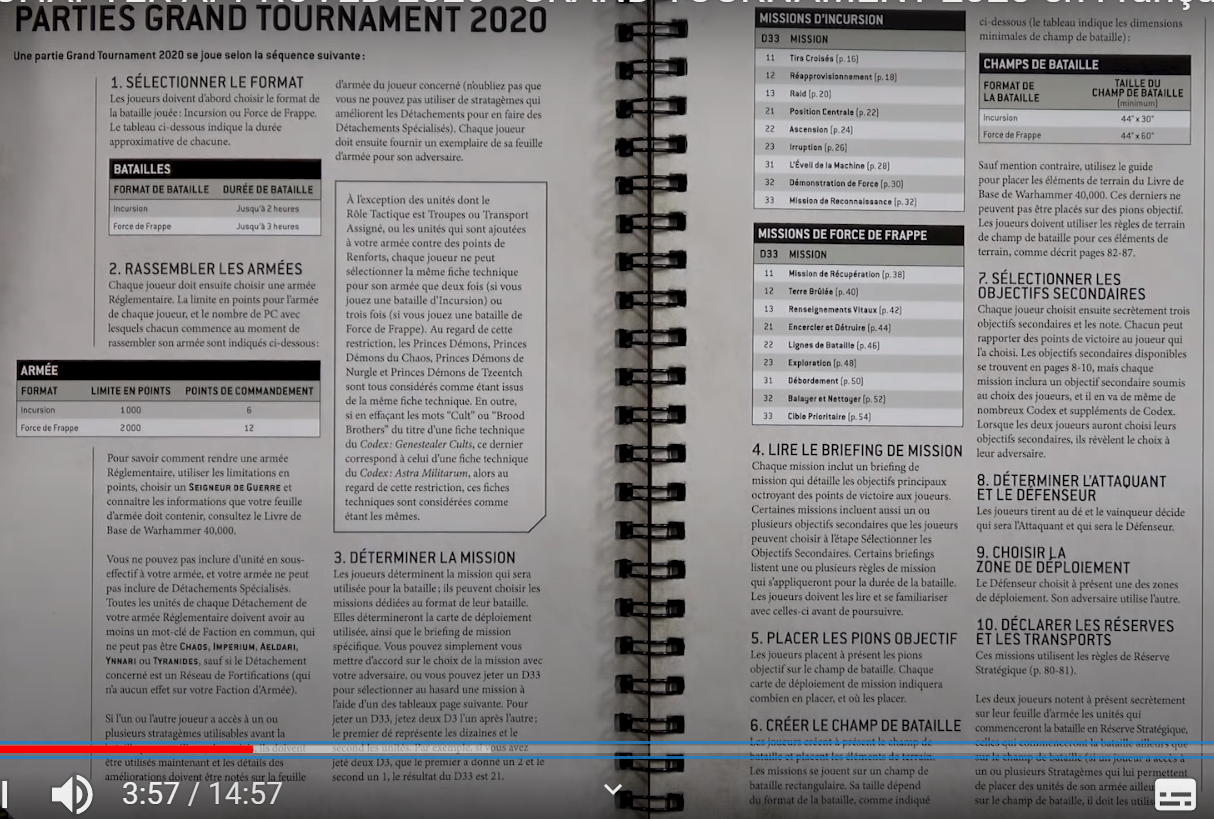 CHAPTER APPROVED 2020 - GRAND TOURNAMENT 2020 en Français
PARTIES GRAND TOURNAMENT 2020
Une partie Grand Tournament 2020 se joue selon la séquence suivante :
1. SÉLECTIONNER LE FORMAT
Les joueurs doivent d'abord choisir le format de
la bataille jouée : Incursion ou Force de Frappe.
Le tableau ci-dessous indique la durée
approximative de chacune.
BATAILLES
FORMAT DE BATAILLE DURÉE DE BATAILLE
Incursion Jusqu'à 2 heures
Force de Frappe Jusqu'à 3 heures
2. RASSEMBLER LES ARMÉES
Chaque joueur doit ensuite choisir une armée
Réglementaire. La limite en points pour l'armée
de chaque joueur, et le nombre de PC avec
lesquels chacun commence au moment de
rassembler son armée sont indiqués ci-dessous :
ARMÉE
FORMAT LIMITE EN POINTS POINTS DE COMMANDEMENT
Incursion 1 000 6
Force de Frappe 2 000 12
Pour savoir comment rendre une armée
Réglementaire, utiliser les limitations en
points, choisir un SEIGNEUR DE GUERRE et
connaître les informations que votre feuille
d'armée doit contenir, consultez le Livre de
Base de Warhammer 40,000.
Vous ne pouvez pas inclure d'unité en sous-
effectif à votre armée, et votre armée ne peut
pas inclure de Détachements Spécialisés.
Toutes les unités de chaque Détachement de
votre armée Réglementaire doivent avoir au
moins un mot-clé de Faction en commun, qui
ne peut pas être CHAOS, IMPERIUM, AELDARI,
YNNARI ou TYRANIDES, sauf si le Détachement
concerné est un Réseau de Fortifications (qui
n'a aucun effet sur votre Faction d'Armée).
Si l'un ou l'autre joueur a accès à un ou
plusieurs stratagèmes utilisables avant la
ils doivent
être utilisés maintenant et les détails des
améliorations doivent être notés sur la feuille
d'armée du joueur concerné (n'oubliez pas que
vous ne pouvez pas utiliser de stratagèmes qui
améliorent les Détachements pour en faire des
Détachements Spécialisés). Chaque joueur
doit ensuite fournir un exemplaire de sa feuille
d'armée pour son adversaire.
À l'exception des unités dont le
Rôle Tactique est Troupes ou Transport
Assigné, ou les unités qui sont ajoutées
à votre armée contre des points de
Renforts, chaque joueur ne peut
sélectionner la même fiche technique
pour son armée que deux fois (si vous
jouez une bataille d'Incursion) ou
trois fois (si vous jouez une bataille de
Force de Frappe). Au regard de cette
restriction, les Princes Démons, Princes
Démons du Chaos, Princes Démons de
Nurgle et Princes Démons de Tzeentch
sont tous considérés comme étant issus
de la même fiche technique. En outre,
si en effaçant les mots "Cult" ou "Brood
Brothers" du titre d'une fiche technique
du Codex : Genestealer Cults, ce dernier
correspond à celui d'une fiche technique
du Codex : Astra Militarum, alors au
regard de cette restriction, ces fiches
techniques sont considérées comme
étant les mêmes.
3. DÉTERMINER LA MISSION
Les joueurs déterminent la mission qui sera
utilisée pour la bataille ; ils peuvent choisir les
missions dédiées au format de leur bataille.
Elles détermineront la carte de déploiement
utilisée, ainsi que le briefing de mission
spécifique. Vous pouvez simplement vous
mettre d'accord sur le choix de la mission avec
votre adversaire, ou vous pouvez jeter un D33
pour sélectionner au hasard une mission à
l'aide d'un des tableaux page suivante. Pour
jeter un D33, jetez deux D3 l'un après l'autre ;
le premier dé représente les dizaines et le
second les unités. Par exemple, si vous avez
jeté deux D3, que le premier a donné un 2 et le
second un 1, le résultat du D33 est 21.
MISSIONS D'INCURSION
D33 MISSION
11 Tirs Croisés (p. 16)
12 Réapprovisionnement (p. 18)
13 Raid (p. 20)
21 Position Centrale (p. 22)
22 Ascension (p. 24)
23 Irruption (p. 26)
31 L'Éveil de la Machine (p. 28)
32 Démonstration de Force (p. 30)
33 Mission de Reconnaissance (p. 32)
MISSIONS DE FORCE DE FRAPPE
D33 MISSION
11 Mission de Récupération (p. 38)
12 Terre Brûlée (p. 40)
13 Renseignements Vitaux (p. 42)
21 Encercler et Détruire (p. 44)
22 Lignes de Bataille (p. 46)
23 Exploration (p. 48)
31 Débordement (p. 50)
32 Balayer et Nettoyer (p. 52)
33 Cible Prioritaire (p. 54)
4. LIRE LE BRIEFING DE MISSION
Chaque mission inclut un briefing de
mission qui détaille les objectifs principaux
octroyant des points de victoire aux joueurs.
Certaines missions incluent aussi un ou
plusieurs objectifs secondaires que les joueurs
peuvent choisir à l'étape Sélectionner les
Objectifs Secondaires. Certains briefings
listent une ou plusieurs règles de mission
qui s'appliqueront pour la durée de la bataille.
Les joueurs doivent les lire et se familiariser
avec celles-ci avant de poursuivre.
5. PLACER LES PIONS OBJECTIF
Les joueurs placent à présent les pions
objectif sur le champ de bataille. Chaque
carte de déploiement de mission indiquera
combien en placer, et où les placer.
6. CRÉER LE CHAMP DE BATAILLE
Les joueurs créent à présent le champ de
bataille et placent les éléments de terrain.
Les missions se jouent sur un champ de
bataille rectangulaire. Sa taille dépend
du format de la bataille, comme indiqué
ci-dessous (le tableau indique les dimensions
minimales de champ de bataille) :
CHAMPS DE BATAILLE
FORMAT DE LA BATAILLE TAILLE DU CHAMP DE BATAILLE (minimum)
Incursion 44" x 30"
Force de Frappe 44" x 60"
Sauf mention contraire, utilisez le guide
pour placer les éléments de terrain du Livre de
Base de Warhammer 40,000. Ces derniers ne
peuvent pas être placés sur des pions objectif.
Les joueurs doivent utiliser les règles de terrain
de champ de bataille pour ces éléments de
terrain, comme décrit pages 82-87.
7. SÉLECTIONNER LES
OBJECTIFS SECONDAIRES
Chaque joueur choisit ensuite secrètement trois
objectifs secondaires et les note. Chacun peut
rapporter des points de victoire au joueur qui
l'a choisi. Les objectifs secondaires disponibles
se trouvent en pages 8-10, mais chaque
mission inclura un objectif secondaire soumis
au choix des joueurs, et il en va de même de
nombreux Codex et suppléments de Codex.
Lorsque les deux joueurs auront choisi leurs
objectifs secondaires, ils révèlent le choix à
leur adversaire.
8. DÉTERMINER L'ATTAQUANT
ET LE DÉFENSEUR
Les joueurs tirent au dé et le vainqueur décide
qui sera l'Attaquant et qui sera le Défenseur.
9. CHOISIR LA
ZONE DE DÉPLOIEMENT
Le Défenseur choisit à présent une des zones
de déploiement. Son adversaire utilise l'autre.
10. DÉCLARER LES RÉSERVES
ET LES TRANSPORTS
Ces missions utilisent les règles de Réserve
Stratégique (p. 80-81).
Les deux joueurs notent à présent secrètement
sur leur feuille d'armée les unités qui
commenceront la bataille en Réserve Stratégique,
celles qui commenceront la bataille ailleurs que
sur le champ de bataille (si un joueur a accès à
un ou plusieurs Stratagèmes qui lui permettent
de placer des unités de son armée ailleurs
sur le champ de bataille, il doit les
3:57 / 14:57